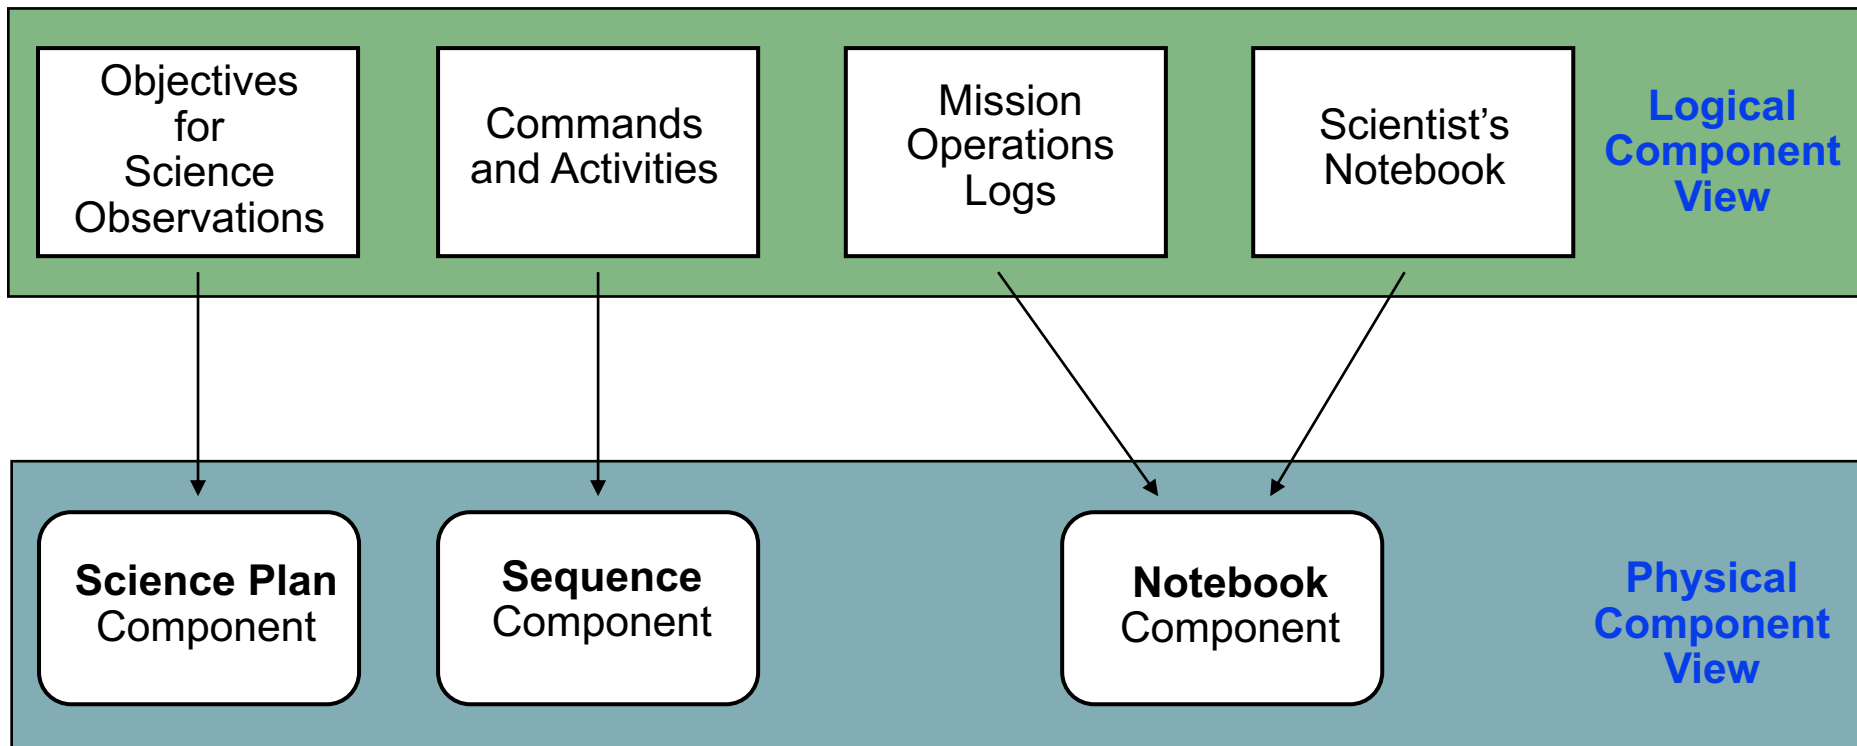 Objectives
for
Science
Observations
Commands
and Activities
Mission
Operations
Logs
Scientist’s
Notebook
Logical
Component
View
Science Plan
Component
Sequence
Component
Notebook
Component
Physical
Component
View